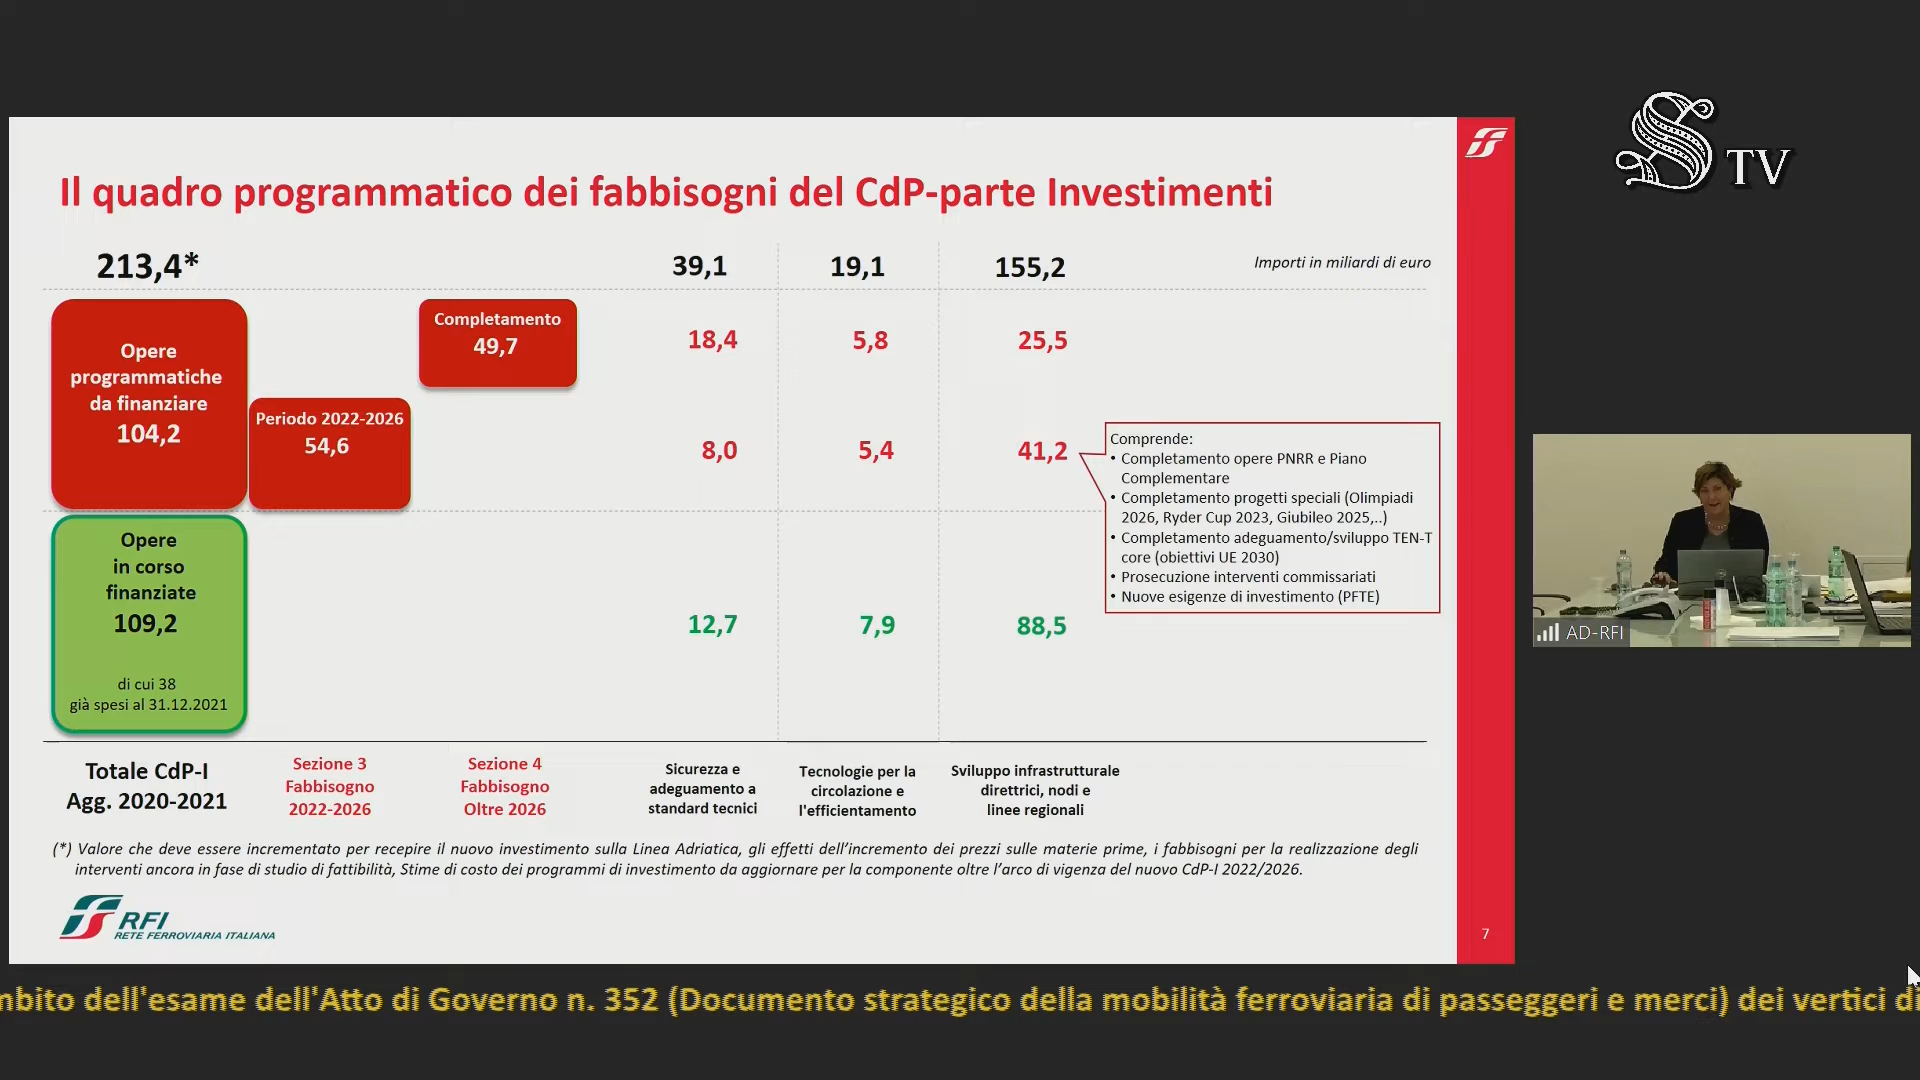 S TV
Il quadro programmatico dei fabbisogni del CdP-parte Investimenti
213,4*
39,1
19,1
155,2
Importi in miliardi di euro
Opere
programmatiche
da finanziare
104,2
Periodo 2022-2026
54,6
Completamento
49,7
18,4
5,8
25,5
8,0
5,4
41,2
Comprende:
• Completamento opere PNRR e Piano
Complementare
• Completamento progetti speciali (Olimpiadi
2026, Ryder Cup 2023, Giubileo 2025,..)
• Completamento adeguamento/sviluppo TEN-T
core (obiettivi UE 2030)
• Prosecuzione interventi commissariati
• Nuove esigenze di investimento (PFTE)
Opere
in corso
finanziate
109,2
di cui 38
già spesi al 31.12.2021
12,7
7,9
88,5
Totale CdP-I
Agg. 2020-2021
Sezione 3
Fabbisogno
2022-2026
Sezione 4
Fabbisogno
Oltre 2026
Sicurezza e
adeguamento a
standard tecnici
Tecnologie per la
circolazione e
l'efficientamento
Sviluppo infrastrutturale
direttrici, nodi e
linee regionali
(*) Valore che deve essere incrementato per recepire il nuovo investimento sulla Linea Adriatica, gli effetti dell’incremento dei prezzi sulle materie prime, i fabbisogni per la realizzazione degli
interventi ancora in fase di studio di fattibilità, Stime di costo dei programmi di investimento da aggiornare per la componente oltre l’arco di vigenza del nuovo CdP-I 2022/2026.
RFI
RETE FERROVIARIA ITALIANA
7
AD-RFI
mbito dell'esame dell'Atto di Governo n. 352 (Documento strategico della mobilità ferroviaria di passeggeri e merci) dei vertici di